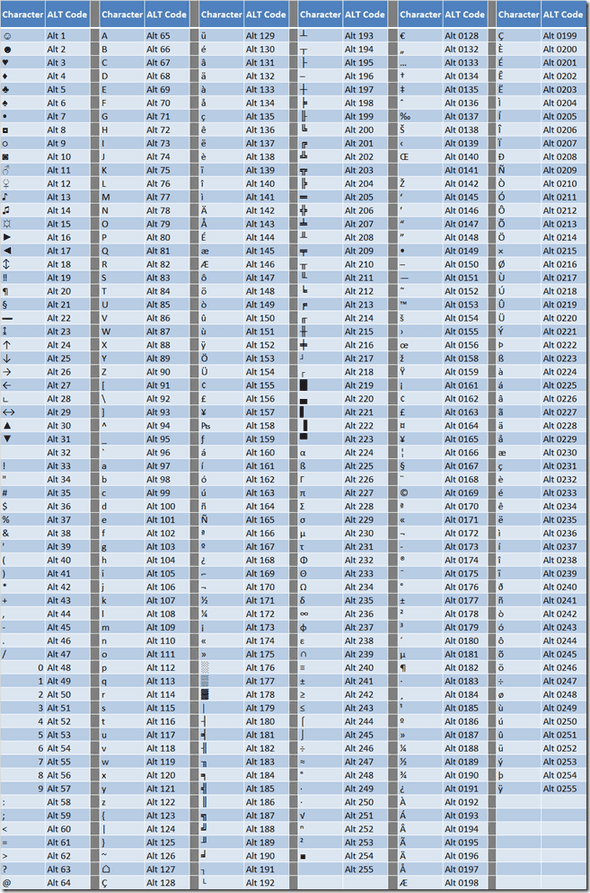 Character ALT Code Character ALT Code Character ALT Code Character ALT Code Character ALT Code Character ALT Code
☺ Alt 1 A Alt 65 ü Alt 129 ┴ Alt 193 € Alt 0128 Ç Alt 0199
☻ Alt 2 B Alt 66 é Alt 130 ┬ Alt 194 „ Alt 0132 È Alt 0200
♥ Alt 3 C Alt 67 â Alt 131 ├ Alt 195 … Alt 0133 É Alt 0201
♦ Alt 4 D Alt 68 ä Alt 132 ─ Alt 196 † Alt 0134 Ê Alt 0202
♣ Alt 5 E Alt 69 à Alt 133 ┼ Alt 197 ‡ Alt 0135 Ë Alt 0203
♠ Alt 6 F Alt 70 å Alt 134 ╞ Alt 198 ˆ Alt 0136 Ì Alt 0204
• Alt 7 G Alt 71 ç Alt 135 ╟ Alt 199 ‰ Alt 0137 Í Alt 0205
◘ Alt 8 H Alt 72 ê Alt 136 ╚ Alt 200 Š Alt 0138 Î Alt 0206
○ Alt 9 I Alt 73 ë Alt 137 ╔ Alt 201 ‹ Alt 0139 Ï Alt 0207
◙ Alt 10 J Alt 74 è Alt 138 ╩ Alt 202 Œ Alt 0140 Ð Alt 0208
♂ Alt 11 K Alt 75 ï Alt 139 ╦ Alt 203 Alt 0141 Ñ Alt 0209
♀ Alt 12 L Alt 76 î Alt 140 ╠ Alt 204 Ž Alt 0142 Ò Alt 0210
♪ Alt 13 M Alt 77 ì Alt 141 ═ Alt 205 ‘ Alt 0145 Ó Alt 0211
♫ Alt 14 N Alt 78 Ä Alt 142 ╬ Alt 206 ’ Alt 0146 Ô Alt 0212
☼ Alt 15 O Alt 79 Å Alt 143 ╧ Alt 207 “ Alt 0147 Õ Alt 0213
► Alt 16 P Alt 80 É Alt 144 ╨ Alt 208 ” Alt 0148 Ö Alt 0214
◄ Alt 17 Q Alt 81 æ Alt 145 ╤ Alt 209 • Alt 0149 × Alt 0215
↕ Alt 18 R Alt 82 Æ Alt 146 ╥ Alt 210 – Alt 0150 Ø Alt 0216
‼ Alt 19 S Alt 83 ô Alt 147 ╙ Alt 211 — Alt 0151 Ù Alt 0217
¶ Alt 20 T Alt 84 ö Alt 148 ╘ Alt 212 ˜ Alt 0152 Ú Alt 0218
§ Alt 21 U Alt 85 ò Alt 149 ╒ Alt 213 ™ Alt 0153 Û Alt 0219
▬ Alt 22 V Alt 86 û Alt 150 ╓ Alt 214 š Alt 0154 Ü Alt 0220
↨ Alt 23 W Alt 87 ù Alt 151 ╫ Alt 215 › Alt 0155 Ý Alt 0221
↑ Alt 24 X Alt 88 ÿ Alt 152 ╪ Alt 216 œ Alt 0156 Þ Alt 0222
↓ Alt 25 Y Alt 89 Ö Alt 153 ┘ Alt 217 ž Alt 0158 ß Alt 0223
→ Alt 26 Z Alt 90 Ü Alt 154 ┌ Alt 218 Ÿ Alt 0159 à Alt 0224
← Alt 27 [ Alt 91 ¢ Alt 155 █ Alt 219 ¡ Alt 0161 á Alt 0225
∟ Alt 28 \ Alt 92 £ Alt 156 ▄ Alt 220 ¢ Alt 0162 â Alt 0226
↔ Alt 29 ] Alt 93 ¥ Alt 157 ▌ Alt 221 £ Alt 0163 ã Alt 0227
▲ Alt 30 ^ Alt 94 ₧ Alt 158 ▐ Alt 222 ¤ Alt 0164 ä Alt 0228
▼ Alt 31 _ Alt 95 ƒ Alt 159 ▀ Alt 223 ¥ Alt 0165 å Alt 0229
Alt 32 ` Alt 96 á Alt 160 α Alt 224 ¦ Alt 0166 æ Alt 0230
! Alt 33 a Alt 97 í Alt 161 ß Alt 225 § Alt 0167 ç Alt 0231
" Alt 34 b Alt 98 ó Alt 162 Γ Alt 226 ¨ Alt 0168 è Alt 0232
# Alt 35 c Alt 99 ú Alt 163 π Alt 227 © Alt 0169 é Alt 0233
$ Alt 36 d Alt 100 ñ Alt 164 Σ Alt 228 ª Alt 0170 ê Alt 0234
% Alt 37 e Alt 101 Ñ Alt 165 σ Alt 229 « Alt 0171 ë Alt 0235
& Alt 38 f Alt 102 ª Alt 166 µ Alt 230 ¬ Alt 0172 ì Alt 0236
' Alt 39 g Alt 103 º Alt 167 τ Alt 231 - Alt 0173 í Alt 0237
( Alt 40 h Alt 104 ¿ Alt 168 Φ Alt 232 ® Alt 0174 î Alt 0238
) Alt 41 i Alt 105 ⌐ Alt 169 Θ Alt 233 ¯ Alt 0175 ï Alt 0239
* Alt 42 j Alt 106 ¬ Alt 170 Ω Alt 234 ° Alt 0176 ð Alt 0240
+ Alt 43 k Alt 107 ½ Alt 171 δ Alt 235 ± Alt 0177 ñ Alt 0241
, Alt 44 l Alt 108 ¼ Alt 172 ∞ Alt 236 ² Alt 0178 ò Alt 0242
- Alt 45 m Alt 109 ¡ Alt 173 φ Alt 237 ³ Alt 0179 ó Alt 0243
. Alt 46 n Alt 110 « Alt 174 ε Alt 238 ´ Alt 0180 ô Alt 0244
/ Alt 47 o Alt 111 » Alt 175 ∩ Alt 239 µ Alt 0181 õ Alt 0245
0 Alt 48 p Alt 112 ░ Alt 176 ≡ Alt 240 ¶ Alt 0182 ö Alt 0246
1 Alt 49 q Alt 113 ▒ Alt 177 ± Alt 241 · Alt 0183 ÷ Alt 0247
2 Alt 50 r Alt 114 ▓ Alt 178 ≥ Alt 242 ¸ Alt 0184 ø Alt 0248
3 Alt 51 s Alt 115 │ Alt 179 ≤ Alt 243 ¹ Alt 0185 ù Alt 0249
4 Alt 52 t Alt 116 ┤ Alt 180 ⌠ Alt 244 º Alt 0186 ú Alt 0250
5 Alt 53 u Alt 117 ╡ Alt 181 ⌡ Alt 245 » Alt 0187 û Alt 0251
6 Alt 54 v Alt 118 ╢ Alt 182 ÷ Alt 246 ¼ Alt 0188 ü Alt 0252
7 Alt 55 w Alt 119 ╖ Alt 183 ≈ Alt 247 ½ Alt 0189 ý Alt 0253
8 Alt 56 x Alt 120 ╕ Alt 184 ° Alt 248 ¾ Alt 0190 þ Alt 0254
9 Alt 57 y Alt 121 ╣ Alt 185 ∙ Alt 249 ¿ Alt 0191 ÿ Alt 0255
: Alt 58 z Alt 122 ║ Alt 186 · Alt 250 À Alt 0192
; Alt 59 { Alt 123 ╗ Alt 187 √ Alt 251 Á Alt 0193
< Alt 60 | Alt 124 ╝ Alt 188 ⁿ Alt 252 Â Alt 0194
= Alt 61 } Alt 125 ╜ Alt 189 ² Alt 253 Ã Alt 0195
> Alt 62 ~ Alt 126 ╛ Alt 190 ■ Alt 254 Ä Alt 0196
? Alt 63 ⌂ Alt 127 ┐ Alt 191 Alt 255 Å Alt 0197
@ Alt 64 Ç Alt 128 └ Alt 192 Æ Alt 0198